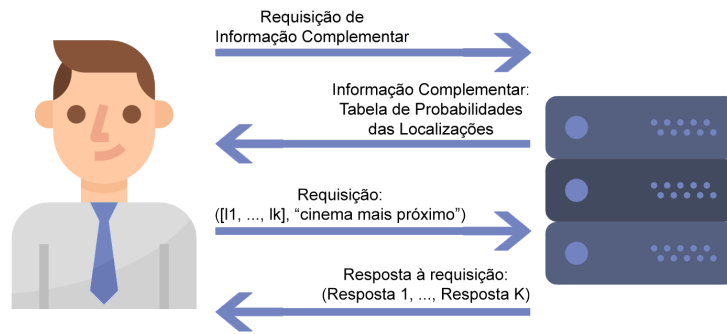 Requisição de
Informação Complementar
Informação Complementar:
Tabela de Probabilidades
das Localizações
Requisição:
([l1, ..., lk], “cinema mais próximo”)
Resposta à requisição:
(Resposta 1, ..., Resposta K)